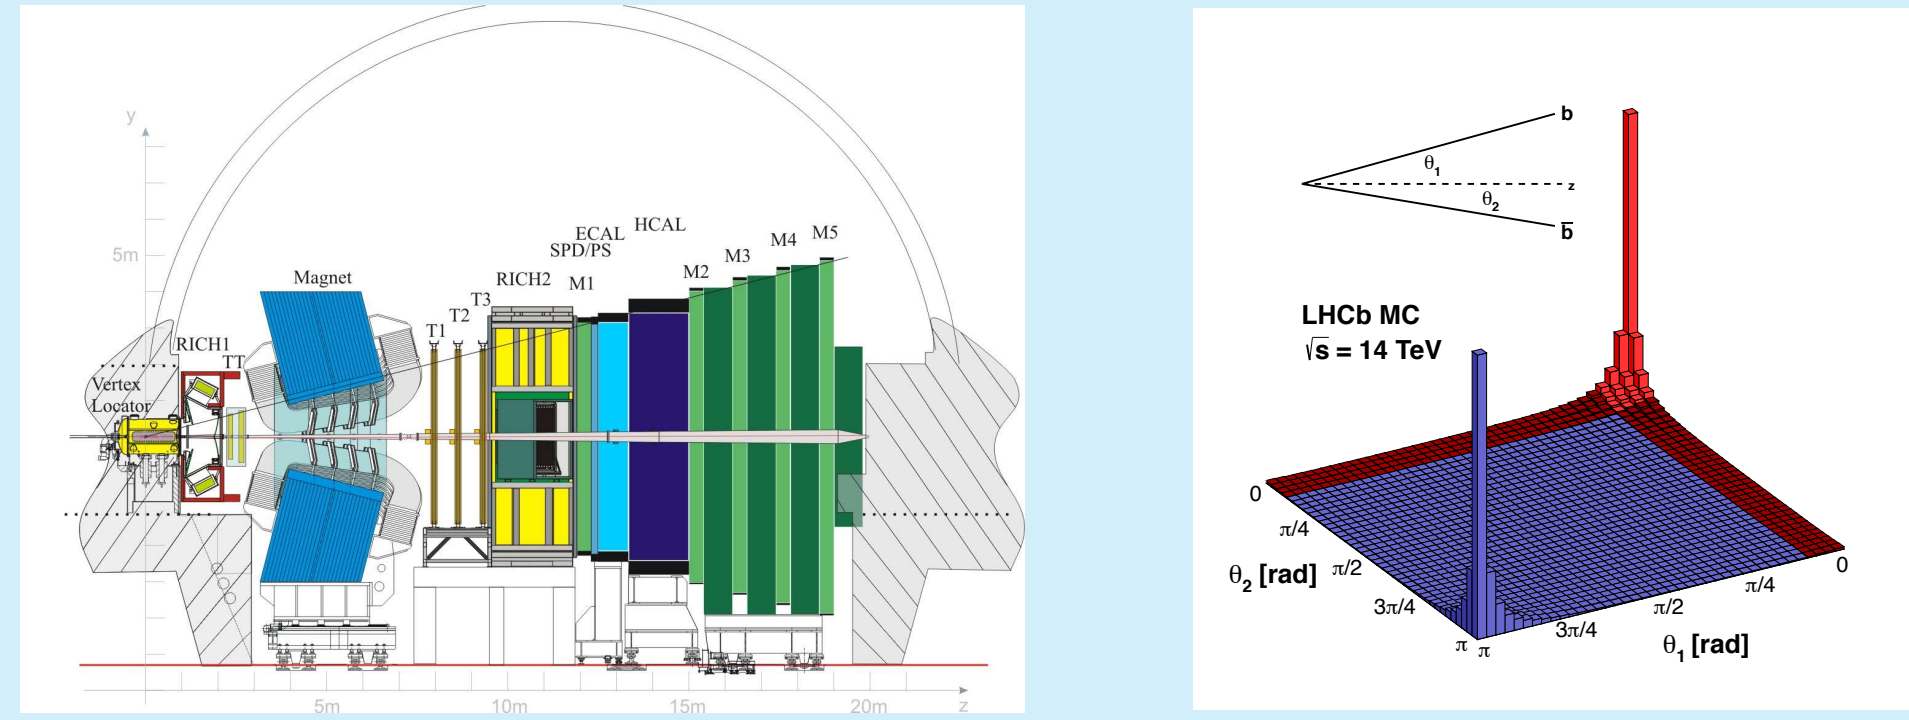 y
5m
Vertex
Locator
RICH1
TT
Magnet
T1
T2
T3
RICH2
M1
SPD/PS
ECAL
HCAL
M2
M3
M4
M5
5m
10m
15m
20m
z
b
θ1
z
θ2
b̅
LHCb MC
√s = 14 TeV
0
π/4
π/2
3π/4
π
θ2 [rad]
π
3π/4
π/2
π/4
0
θ1 [rad]